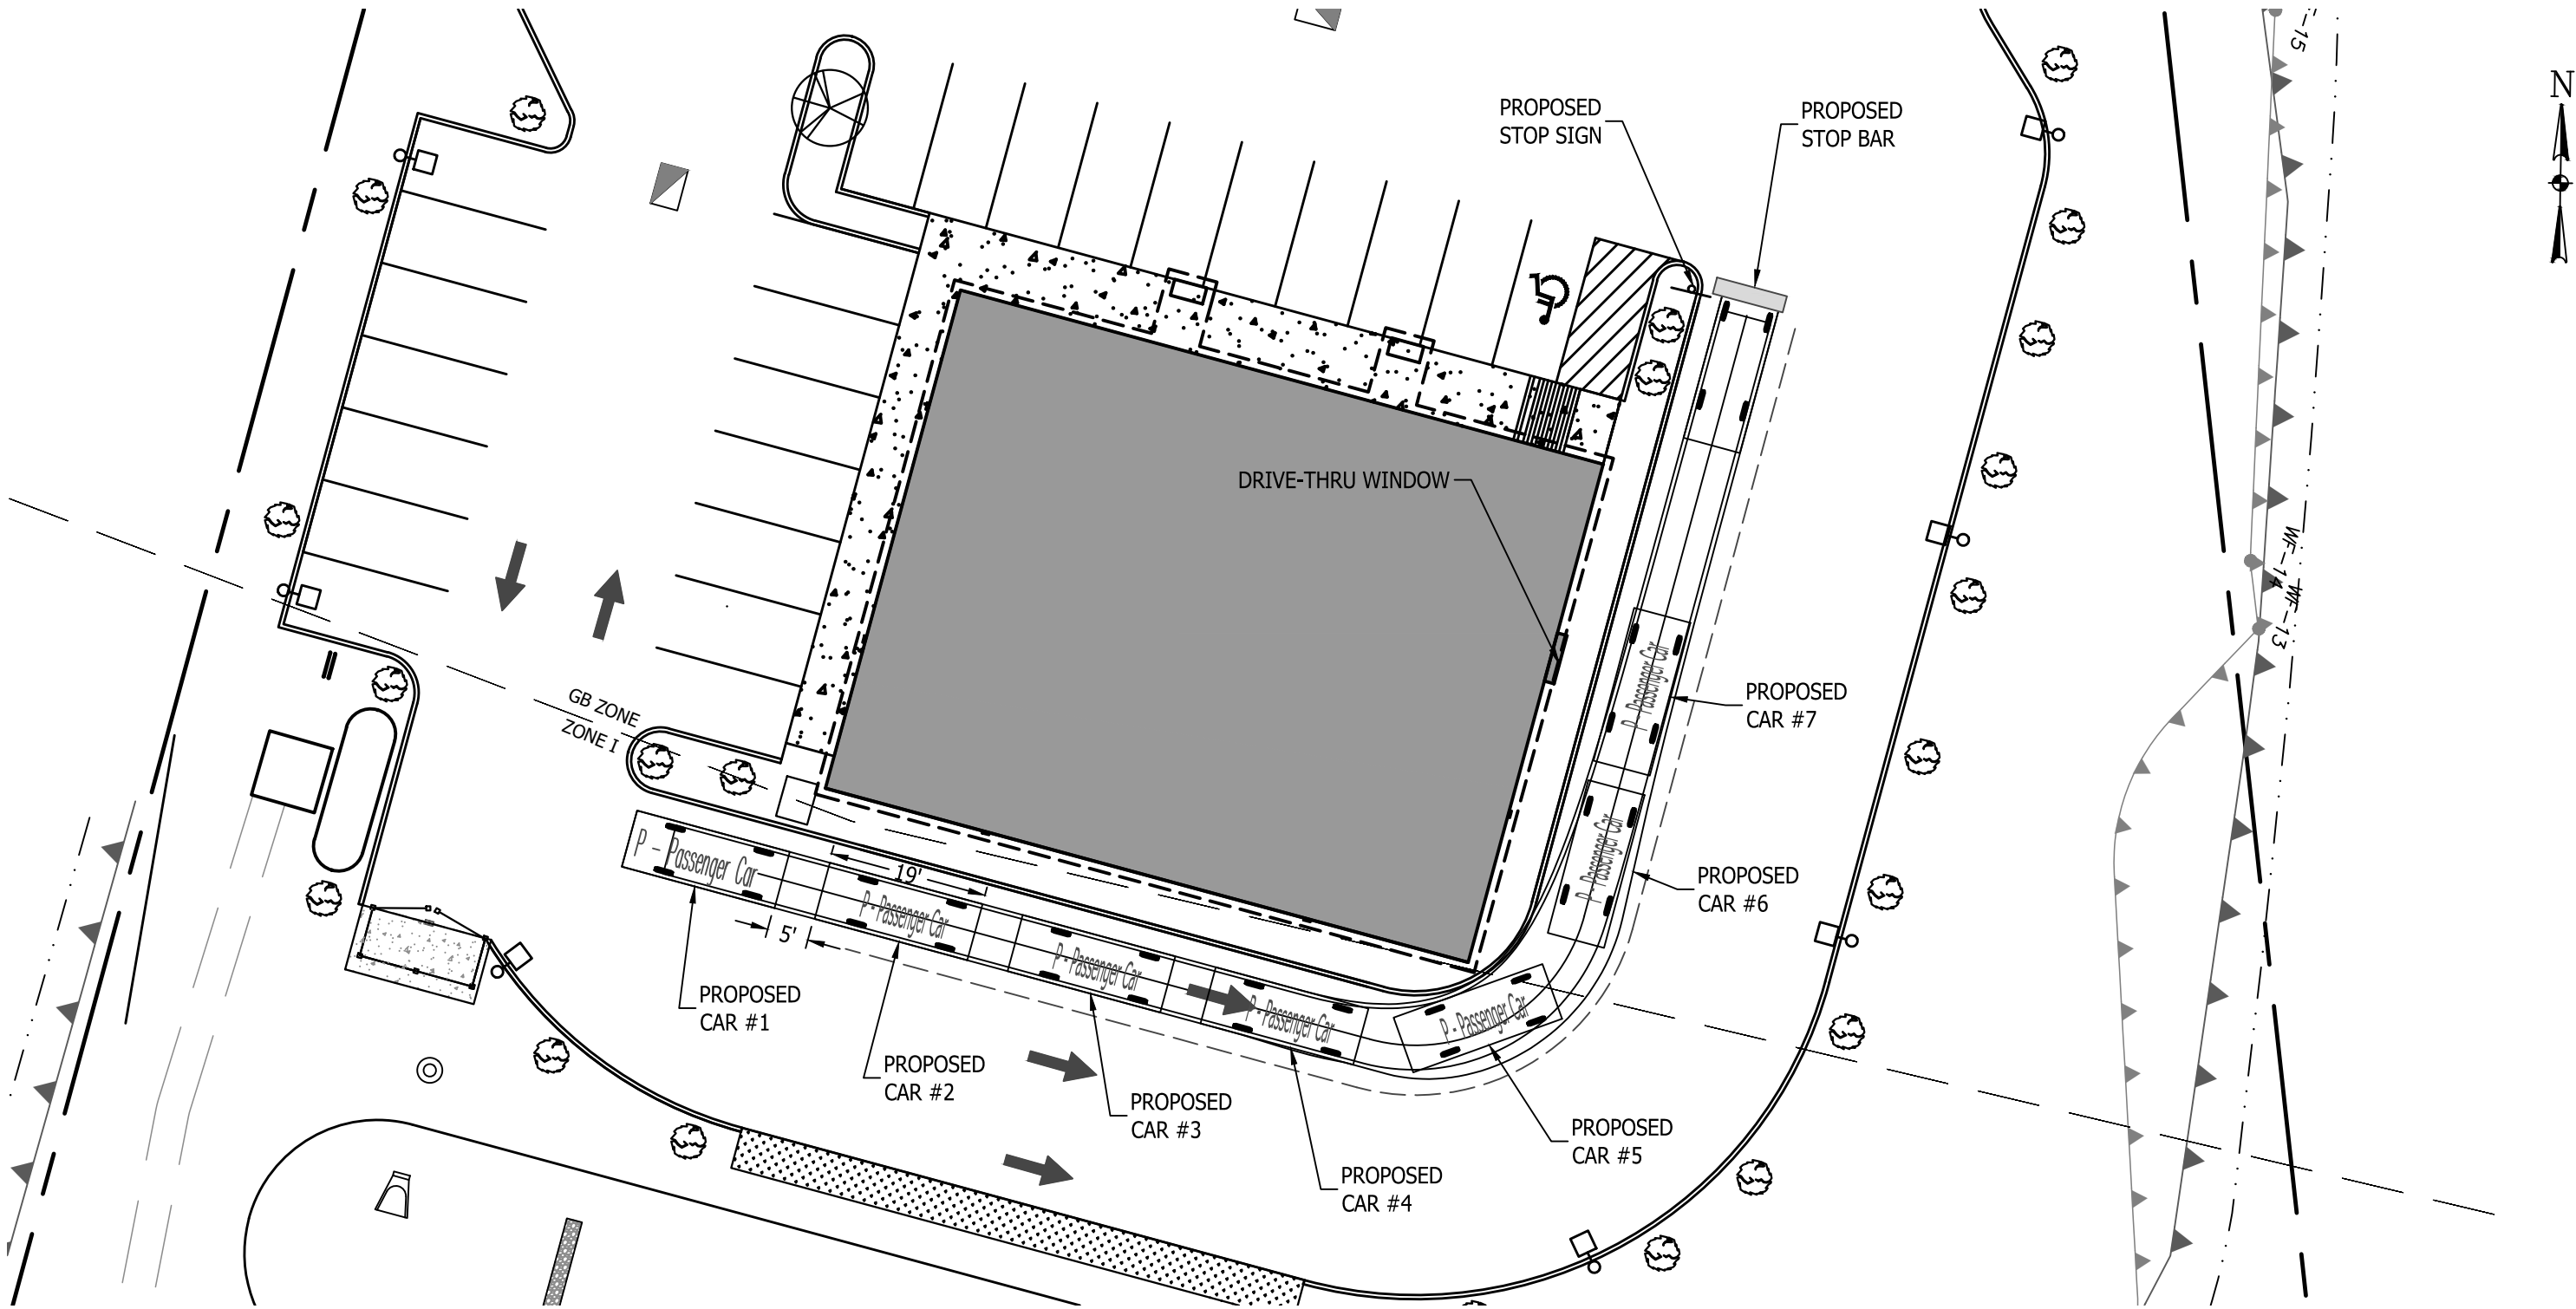 N
-15
PROPOSED
STOP SIGN
PROPOSED
STOP BAR
DRIVE-THRU WINDOW
WF-14
WF-13
GB ZONE
ZONE I
P - Passenger Car
PROPOSED
CAR #7
P - Passenger Car
PROPOSED
CAR #6
P - Passenger Car
19'
P - Passenger Car
5'
P - Passenger Car
P - Passenger Car
P - Passenger Car
PROPOSED
CAR #1
PROPOSED
CAR #2
PROPOSED
CAR #3
PROPOSED
CAR #4
PROPOSED
CAR #5